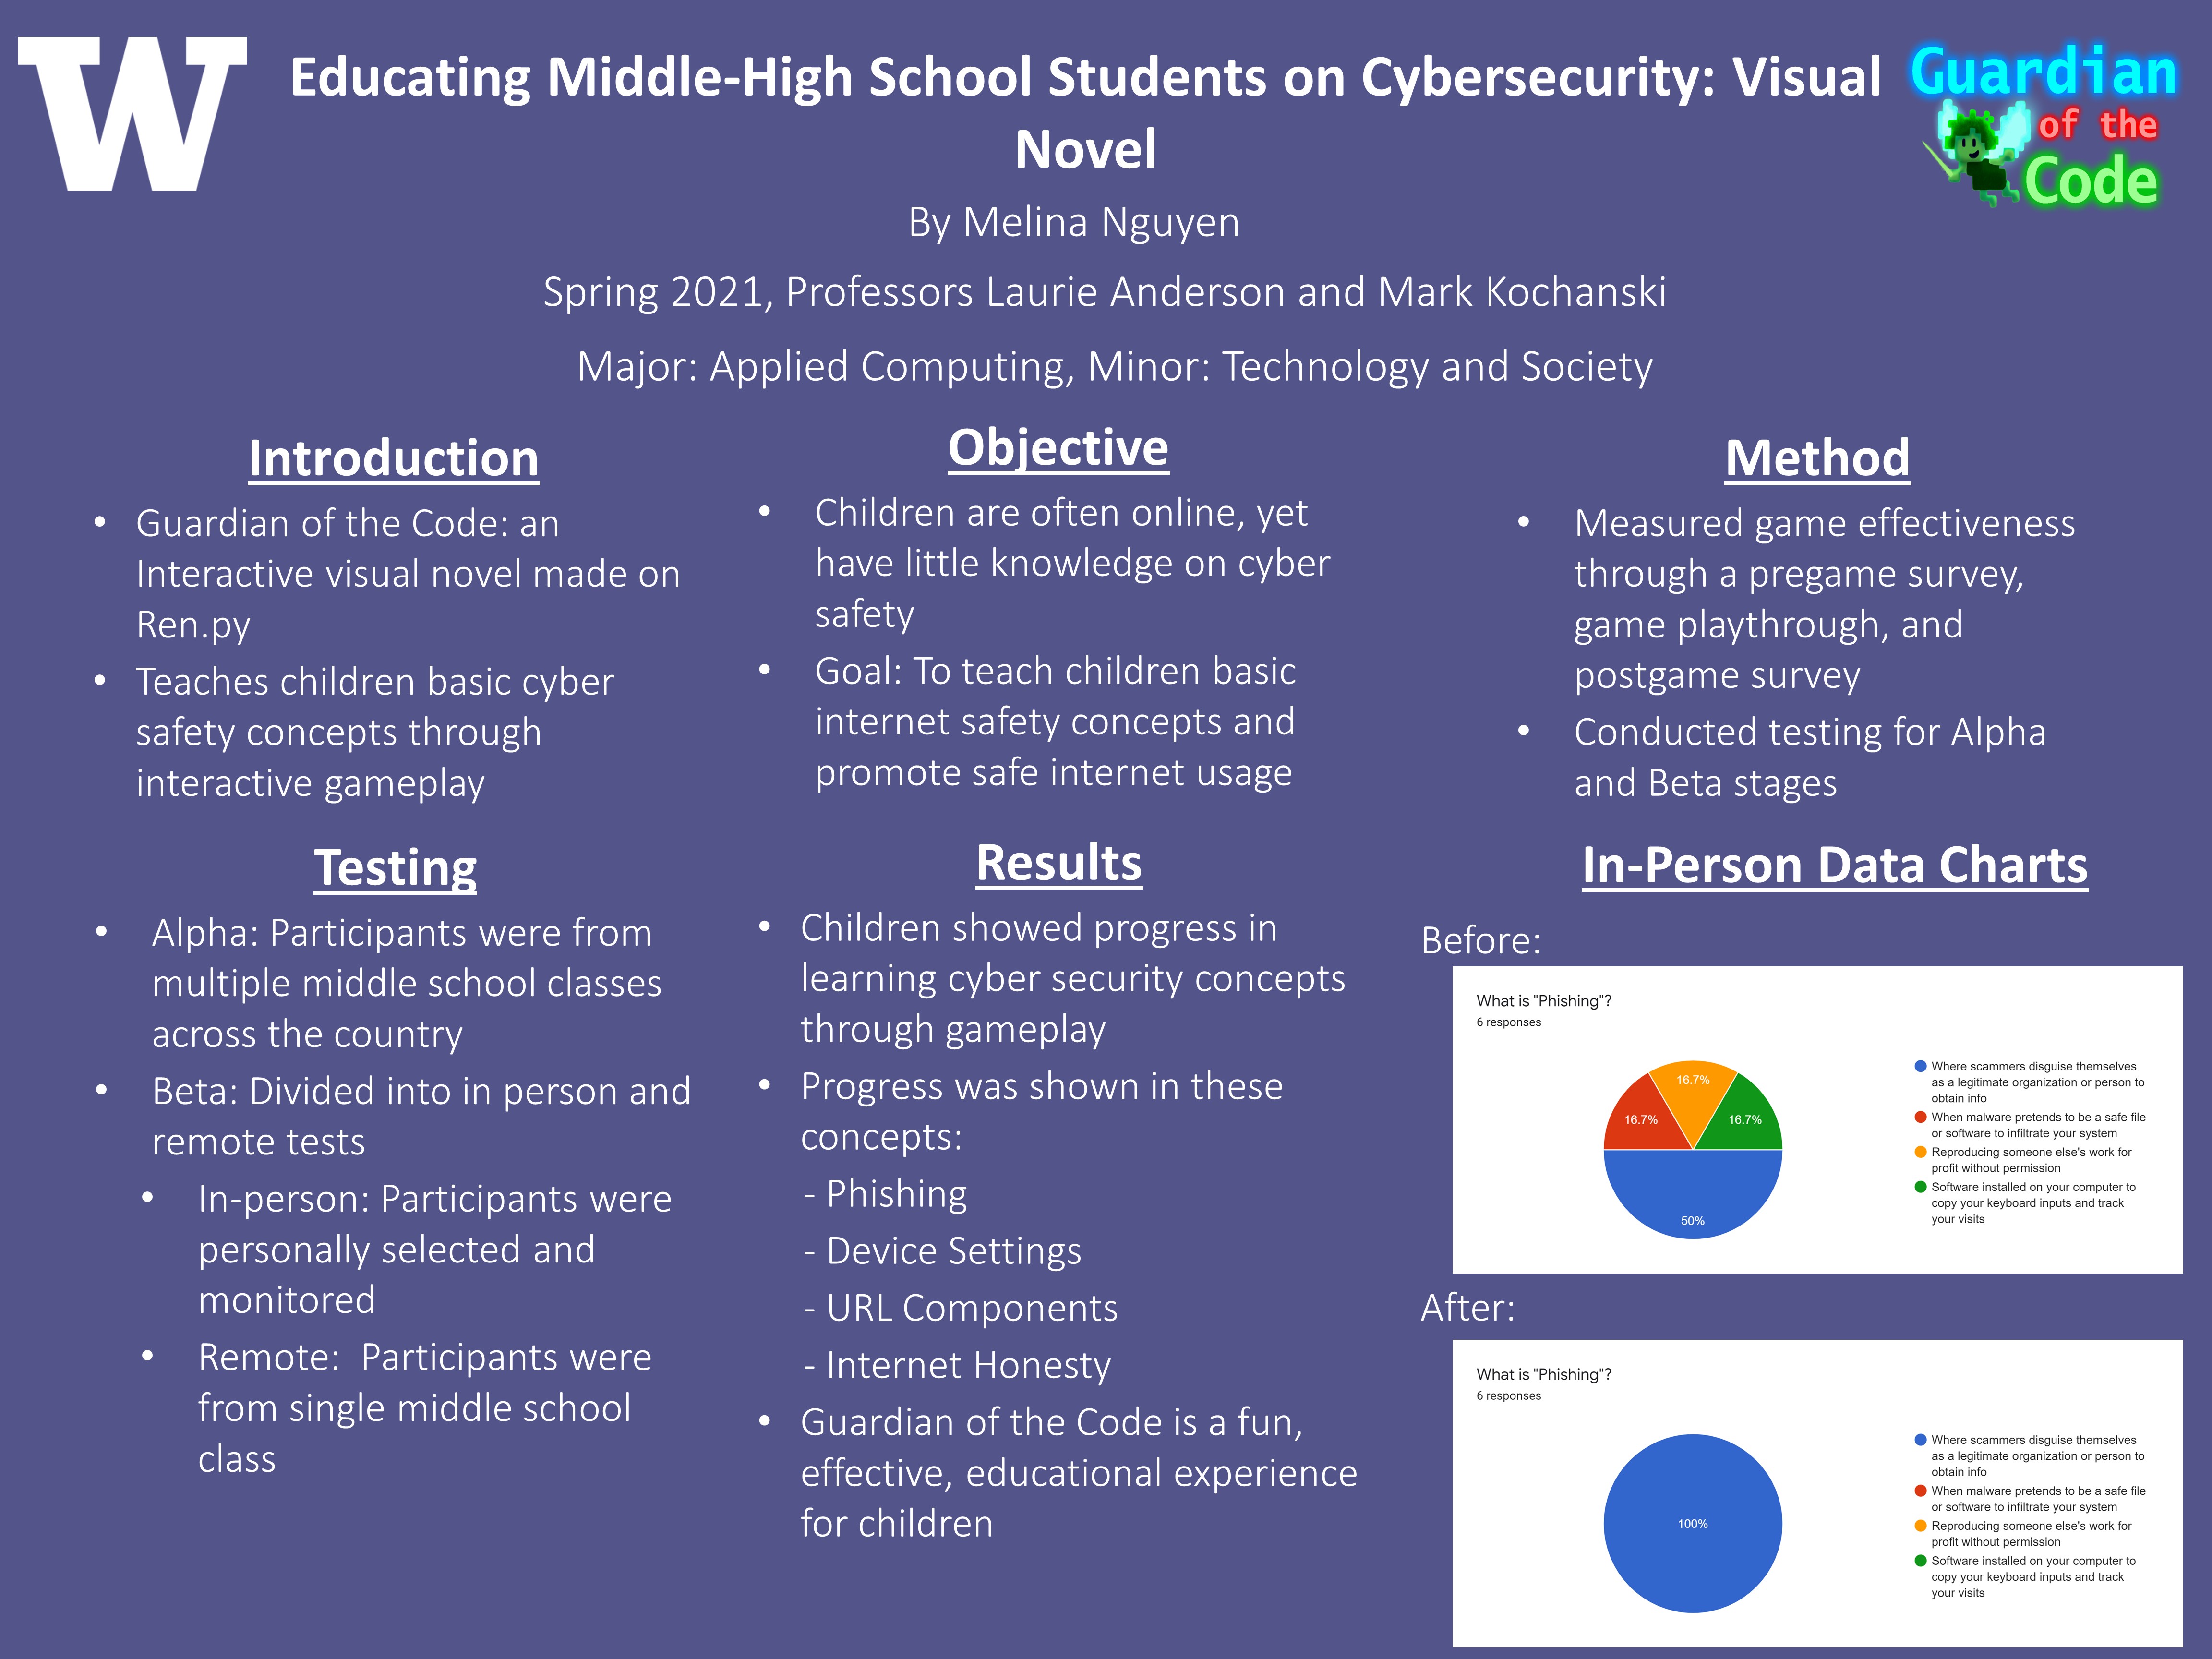 W
Educating Middle-High School Students on Cybersecurity: Visual
Novel
Guardian
of the
Code
By Melina Nguyen
Spring 2021, Professors Laurie Anderson and Mark Kochanski
Major: Applied Computing, Minor: Technology and Society
Introduction
• Guardian of the Code: an
Interactive visual novel made on
Ren.py
• Teaches children basic cyber
safety concepts through
interactive gameplay
Objective
• Children are often online, yet
have little knowledge on cyber
safety
• Goal: To teach children basic
internet safety concepts and
promote safe internet usage
Method
• Measured game effectiveness
through a pregame survey,
game playthrough, and
postgame survey
• Conducted testing for Alpha
and Beta stages
Testing
• Alpha: Participants were from
multiple middle school classes
across the country
• Beta: Divided into in person and
remote tests
• In-person: Participants were
personally selected and
monitored
• Remote:  Participants were
from single middle school
class
Results
• Children showed progress in
learning cyber security concepts
through gameplay
• Progress was shown in these
concepts:
- Phishing
- Device Settings
- URL Components
- Internet Honesty
• Guardian of the Code is a fun,
effective, educational experience
for children
In-Person Data Charts
Before:
What is "Phishing"?
6 responses
16.7%
16.7%
16.7%
50%
Where scammers disguise themselves
as a legitimate organization or person to
obtain info
When malware pretends to be a safe file
or software to infiltrate your system
Reproducing someone else's work for
profit without permission
Software installed on your computer to
copy your keyboard inputs and track
your visits
After:
What is "Phishing"?
6 responses
100%
Where scammers disguise themselves
as a legitimate organization or person to
obtain info
When malware pretends to be a safe file
or software to infiltrate your system
Reproducing someone else's work for
profit without permission
Software installed on your computer to
copy your keyboard inputs and track
your visits